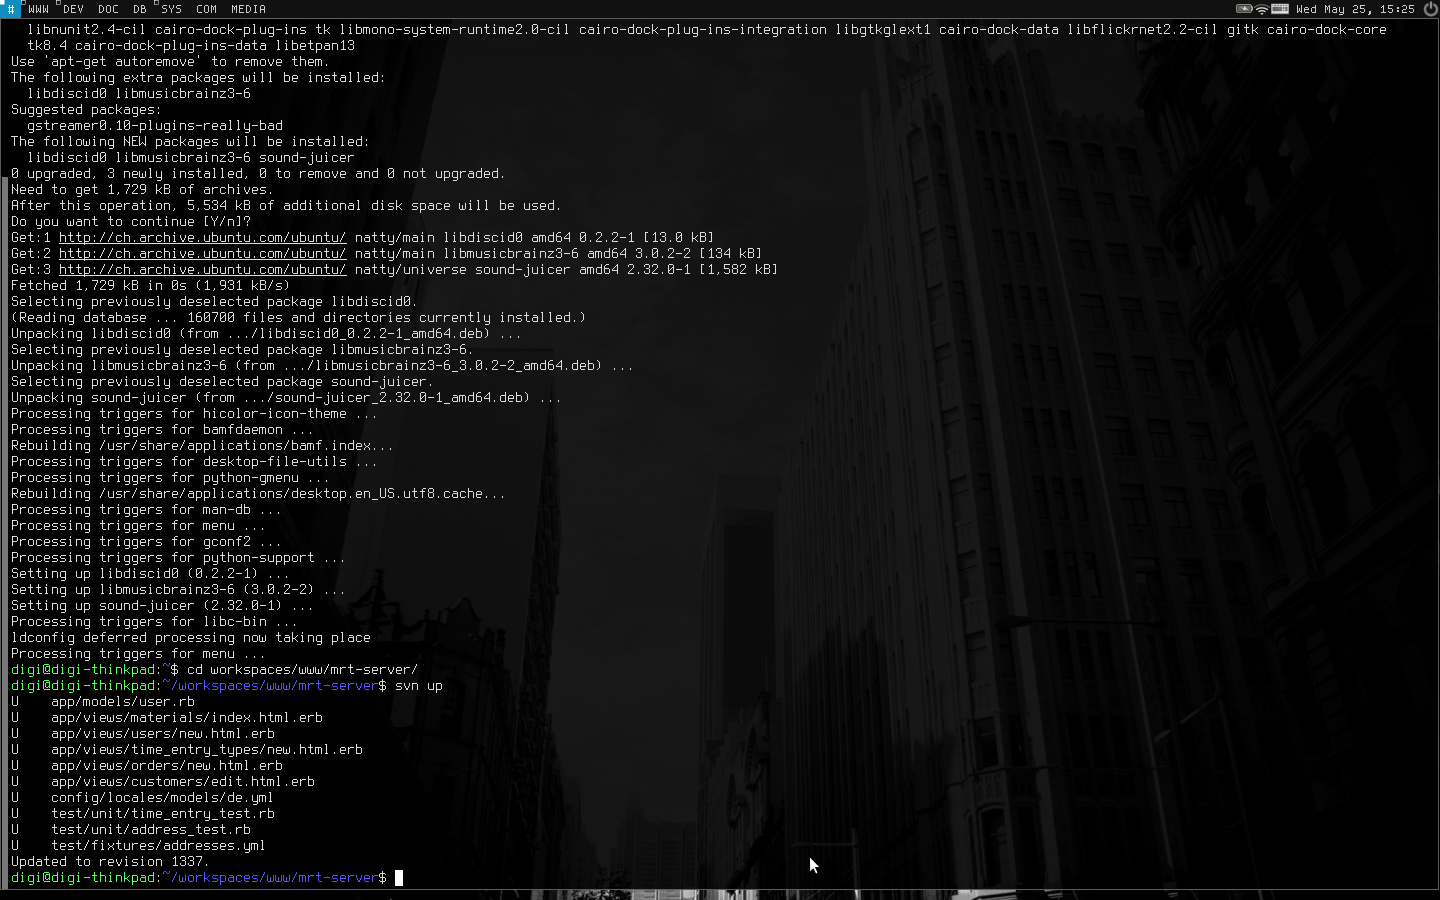 # WWW DEV DOC DB SYS COM MEDIA Wed May 25, 15:25
libnunit2.4-cil cairo-dock-plug-ins tk libmono-system-runtime2.0-cil cairo-dock-plug-ins-integration libgtkglext1 cairo-dock-data libflickrnet2.2-cil gitk cairo-dock-core
tk8.4 cairo-dock-plug-ins-data libetpan13
Use 'apt-get autoremove' to remove them.
The following extra packages will be installed:
libdiscid0 libmusicbrainz3-6
Suggested packages:
gstreamer0.10-plugins-really-bad
The following NEW packages will be installed:
libdiscid0 libmusicbrainz3-6 sound-juicer
0 upgraded, 3 newly installed, 0 to remove and 0 not upgraded.
Need to get 1,729 kB of archives.
After this operation, 5,534 kB of additional disk space will be used.
Do you want to continue [Y/n]?
Get:1 http://ch.archive.ubuntu.com/ubuntu/ natty/main libdiscid0 amd64 0.2.2-1 [13.0 kB]
Get:2 http://ch.archive.ubuntu.com/ubuntu/ natty/main libmusicbrainz3-6 amd64 3.0.2-2 [134 kB]
Get:3 http://ch.archive.ubuntu.com/ubuntu/ natty/universe sound-juicer amd64 2.32.0-1 [1,582 kB]
Fetched 1,729 kB in 0s (1,931 kB/s)
Selecting previously deselected package libdiscid0.
(Reading database ... 160700 files and directories currently installed.)
Unpacking libdiscid0 (from .../libdiscid0_0.2.2-1_amd64.deb) ...
Selecting previously deselected package libmusicbrainz3-6.
Unpacking libmusicbrainz3-6 (from .../libmusicbrainz3-6_3.0.2-2_amd64.deb) ...
Selecting previously deselected package sound-juicer.
Unpacking sound-juicer (from .../sound-juicer_2.32.0-1_amd64.deb) ...
Processing triggers for hicolor-icon-theme ...
Processing triggers for bamfdaemon ...
Rebuilding /usr/share/applications/bamf.index...
Processing triggers for desktop-file-utils ...
Processing triggers for python-gmenu ...
Rebuilding /usr/share/applications/desktop.en_US.utf8.cache...
Processing triggers for man-db ...
Processing triggers for menu ...
Processing triggers for gconf2 ...
Processing triggers for python-support ...
Setting up libdiscid0 (0.2.2-1) ...
Setting up libmusicbrainz3-6 (3.0.2-2) ...
Setting up sound-juicer (2.32.0-1) ...
Processing triggers for libc-bin ...
ldconfig deferred processing now taking place
Processing triggers for menu ...
digi@digi-thinkpad:~$ cd workspaces/www/mrt-server/
digi@digi-thinkpad:~/workspaces/www/mrt-server$ svn up
U    app/models/user.rb
U    app/views/materials/index.html.erb
U    app/views/users/new.html.erb
U    app/views/time_entry_types/new.html.erb
U    app/views/orders/new.html.erb
U    app/views/customers/edit.html.erb
U    config/locales/models/de.yml
U    test/unit/time_entry_test.rb
U    test/unit/address_test.rb
U    test/fixtures/addresses.yml
Updated to revision 1337.
digi@digi-thinkpad:~/workspaces/www/mrt-server$